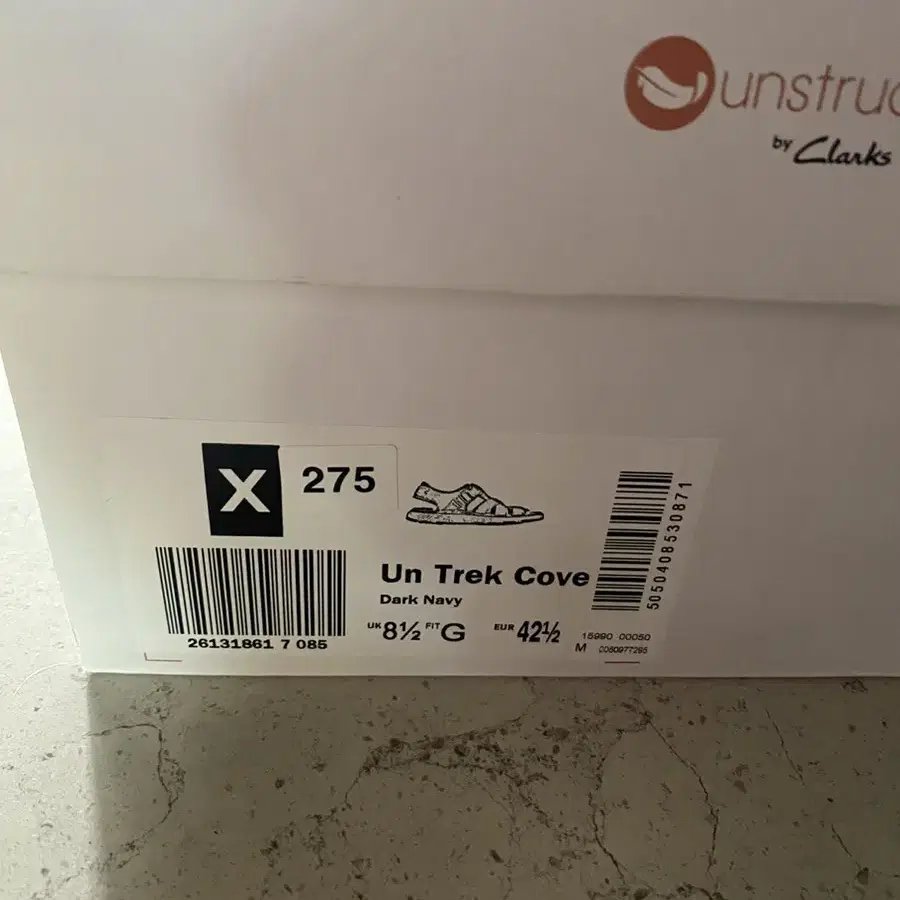 unstruc
by Clarks
X 275
Un Trek Cove
Dark Navy
UK 8½ FIT G EUR 42½
26131861 7 085
15990 00050
M
5050408530871